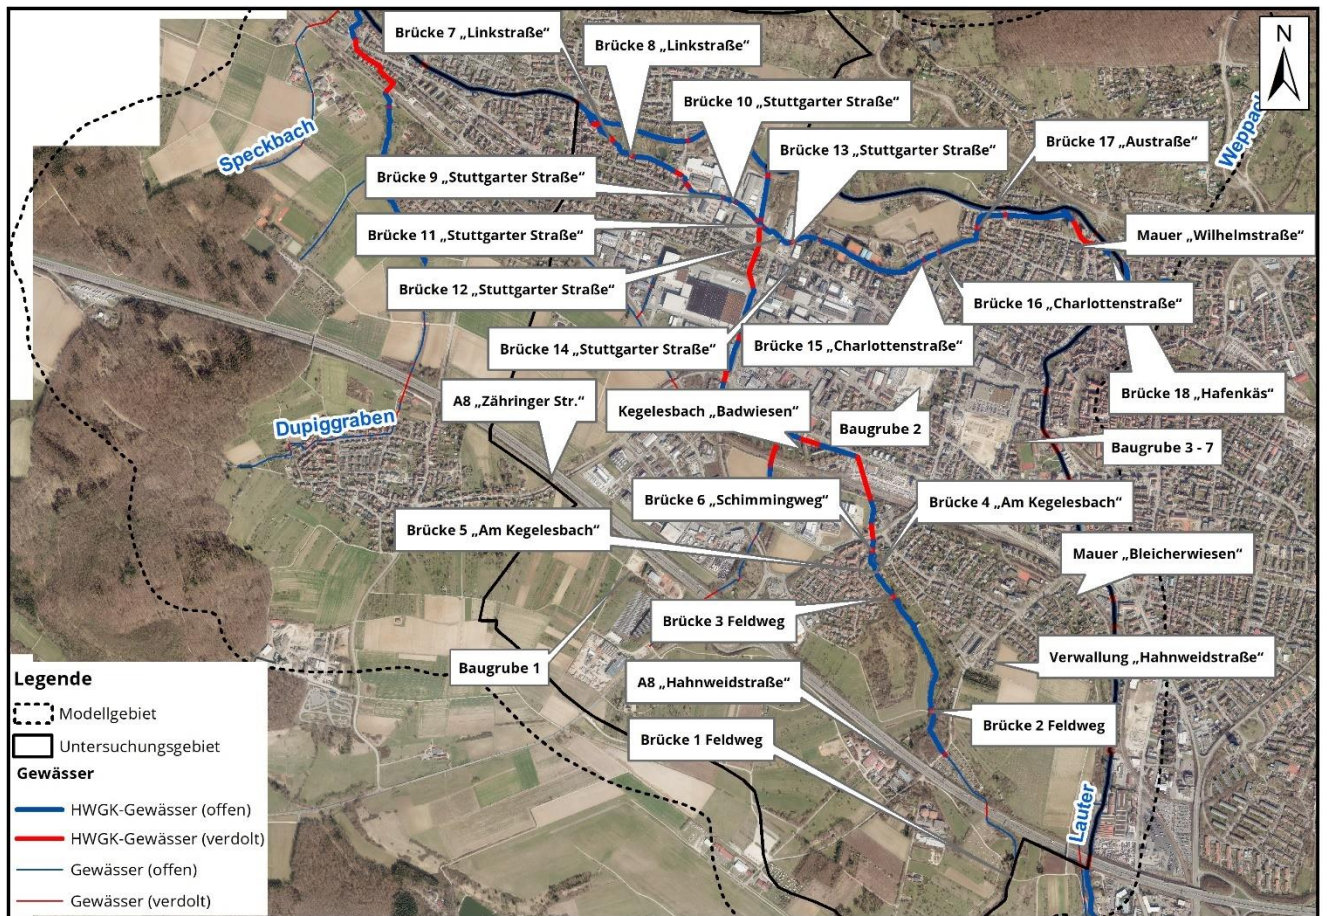 N
Brücke 7 „Linkstraße“
Brücke 8 „Linkstraße“
Brücke 10 „Stuttgarter Straße“
Brücke 13 „Stuttgarter Straße“
Brücke 17 „Austraße“
Speckbach
Brücke 9 „Stuttgarter Straße“
Brücke 11 „Stuttgarter Straße“
Mauer „Wilhelmstraße“
Brücke 12 „Stuttgarter Straße“
Brücke 16 „Charlottenstraße“
Brücke 14 „Stuttgarter Straße“
Brücke 15 „Charlottenstraße“
A8 „Zähringer Str.“
Brücke 18 „Hafenkäs“
Kegelesbach „Badwiesen“
Dupiggraben
Baugrube 2
Baugrube 3 - 7
Brücke 6 „Schimmingweg“
Brücke 4 „Am Kegelesbach“
Brücke 5 „Am Kegelesbach“
Mauer „Bleicherwiesen“
Brücke 3 Feldweg
Baugrube 1
Verwallung „Hahnweidstraße“
A8 „Hahnweidstraße“
Brücke 2 Feldweg
Brücke 1 Feldweg
Lauter
Legende
Modellgebiet
Untersuchungsgebiet
Gewässer
HWGK-Gewässer (offen)
HWGK-Gewässer (verdolt)
Gewässer (offen)
Gewässer (verdolt)